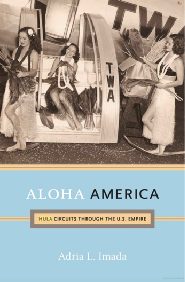 TWA
TWA
ALOHA AMERICA
HULA CIRCUITS THROUGH THE U.S. EMPIRE
Adria L. Imada